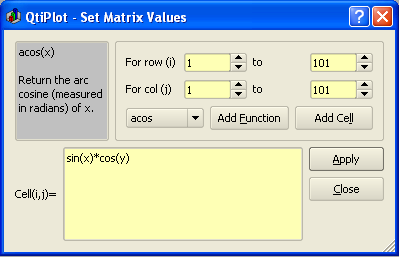 QtiPlot - Set Matrix Values
acos(x)
Return the arc
cosine (measured
in radians) of x.
For row (i) 1 to 101
For col (j) 1 to 101
acos Add Function Add Cell
Cell(i,j)= sin(x)*cos(y)
Apply
Close